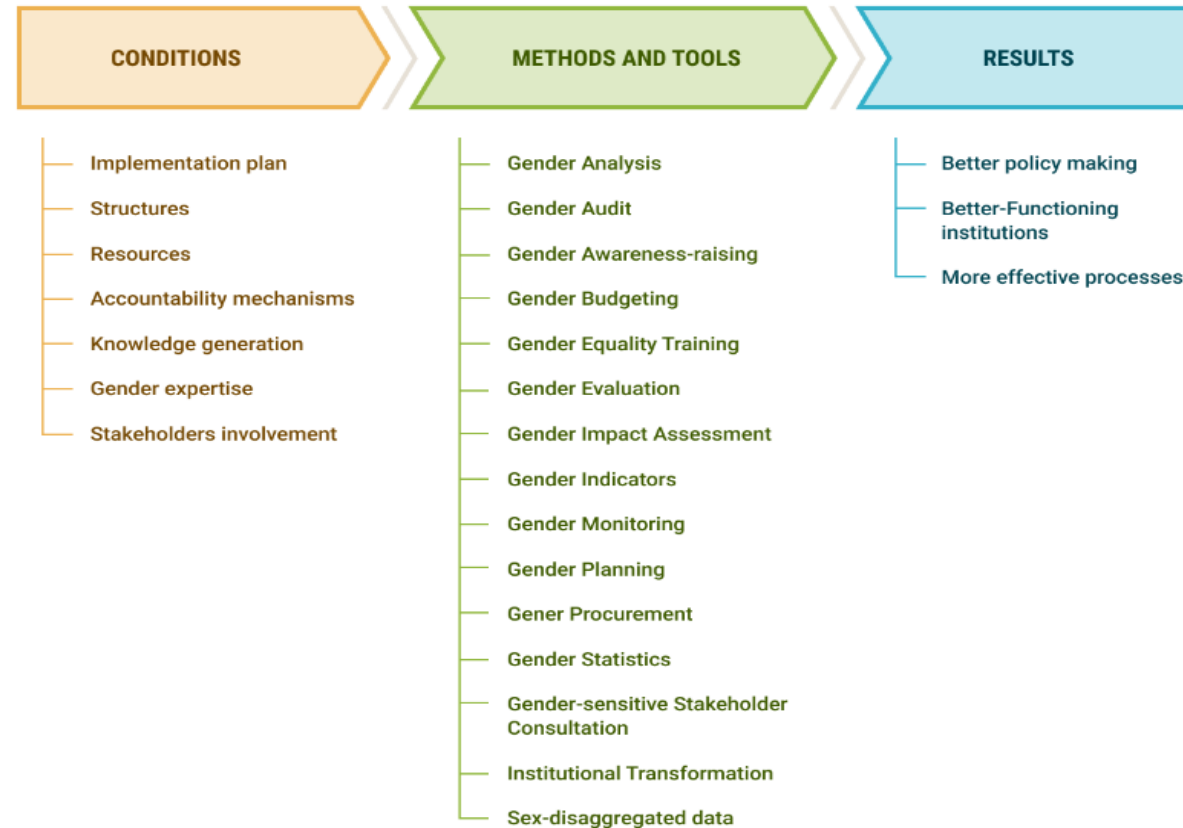 CONDITIONS
Implementation plan
Structures
Resources
Accountability mechanisms
Knowledge generation
Gender expertise
Stakeholders involvement
METHODS AND TOOLS
Gender Analysis
Gender Audit
Gender Awareness-raising
Gender Budgeting
Gender Equality Training
Gender Evaluation
Gender Impact Assessment
Gender Indicators
Gender Monitoring
Gender Planning
Gener Procurement
Gender Statistics
Gender-sensitive Stakeholder
Consultation
Institutional Transformation
Sex-disaggregated data
RESULTS
Better policy making
Better-Functioning
institutions
More effective processes